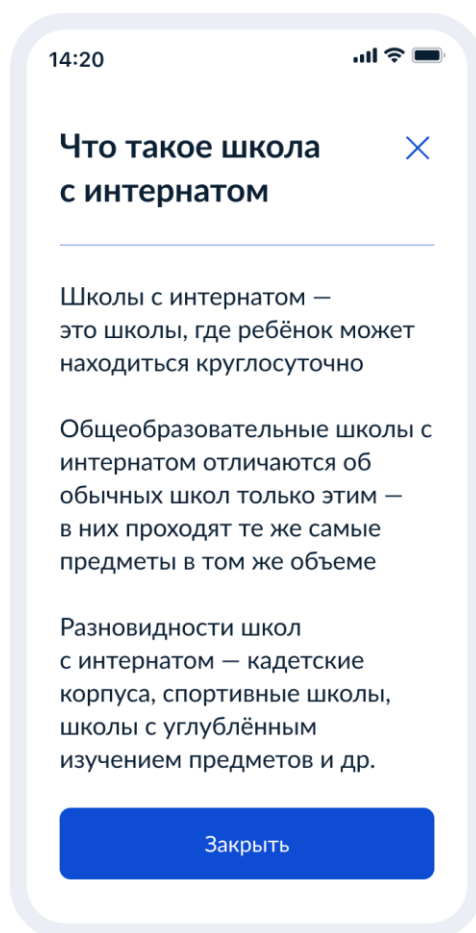 14:20
Что такое школа
с интернатом
Школы с интернатом —
это школы, где ребёнок может
находиться круглосуточно
Общеобразовательные школы с
интернатом отличаются об
обычных школ только этим —
в них проходят те же самые
предметы в том же объеме
Разновидности школ
с интернатом — кадетские
корпуса, спортивные школы,
школы с углублённым
изучением предметов и др.
Закрыть